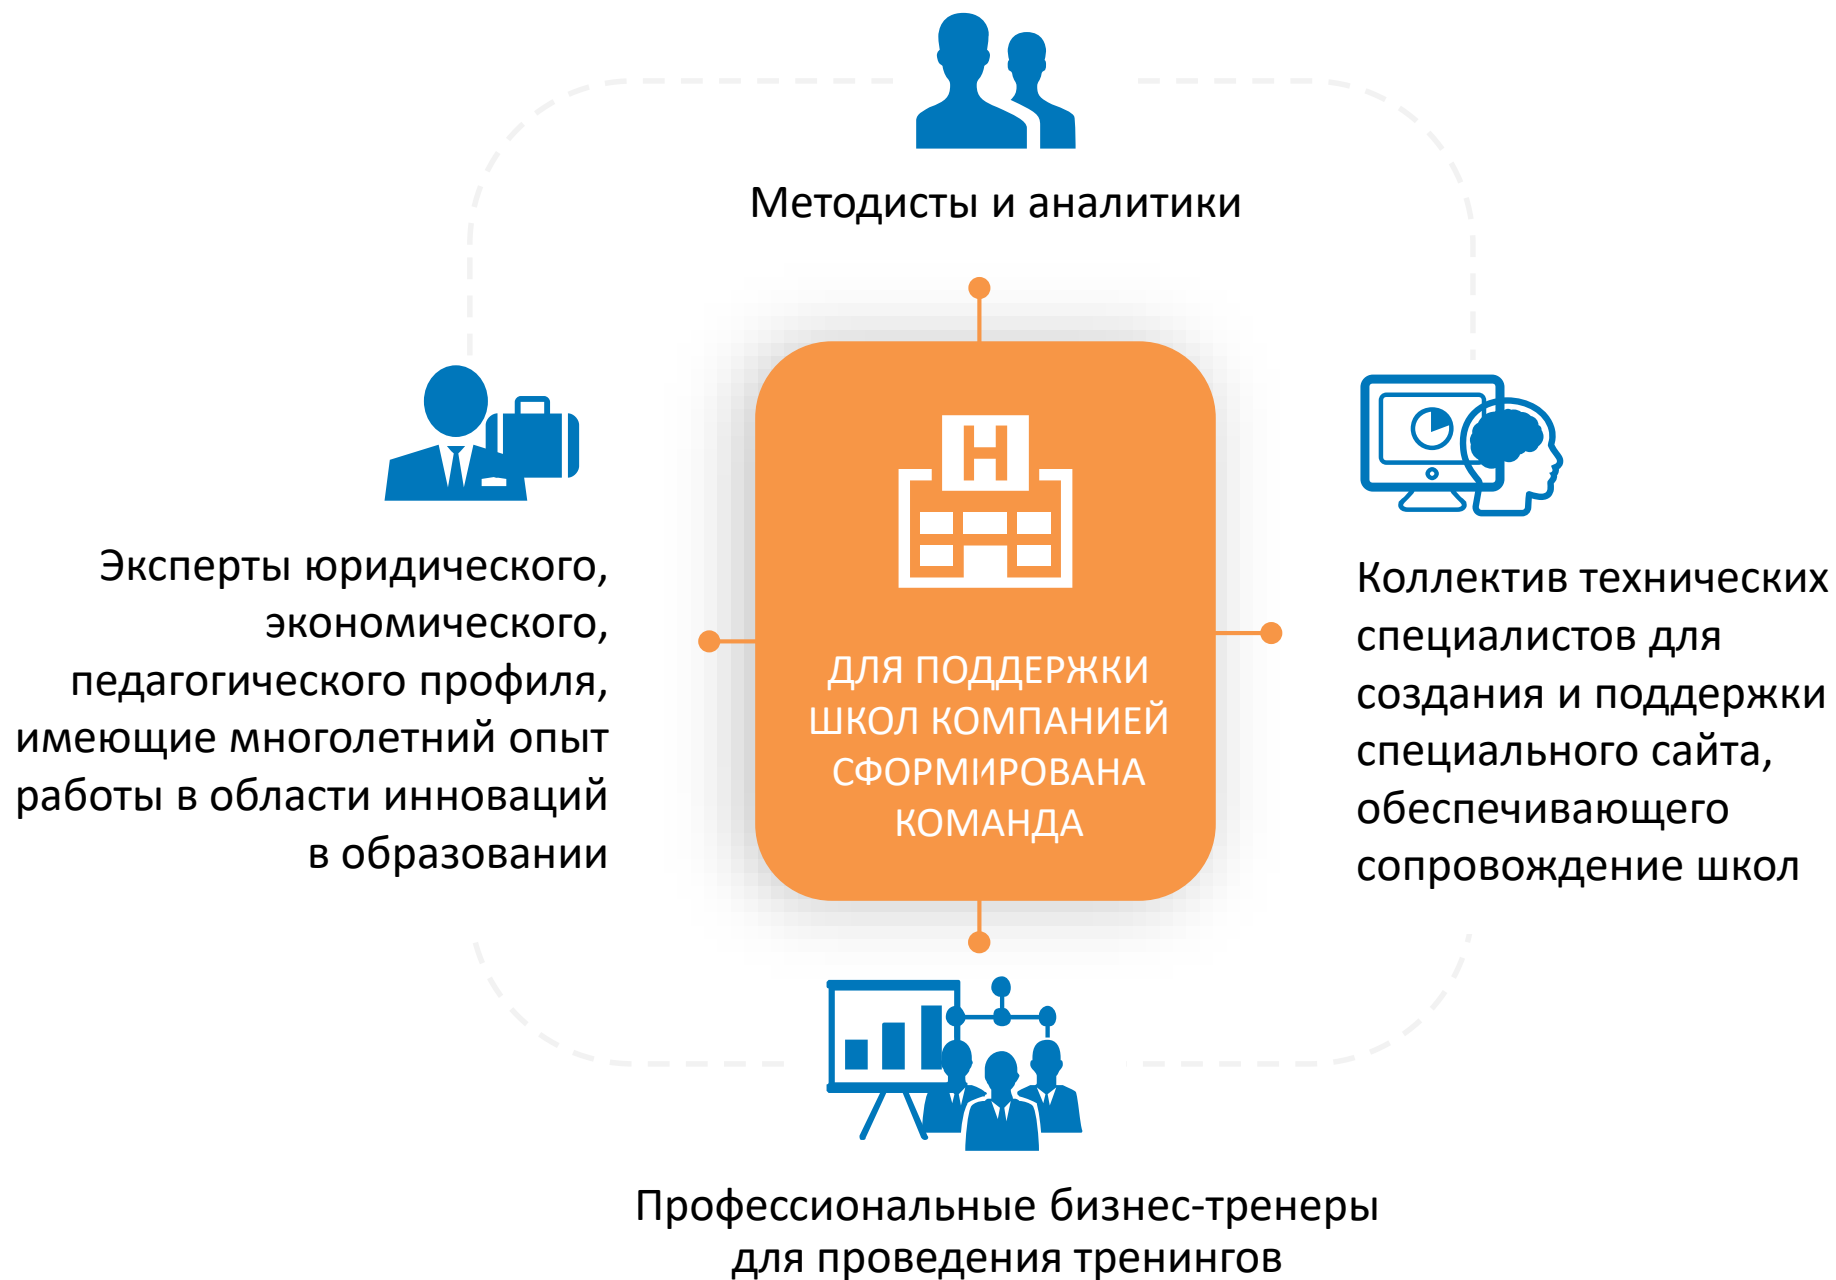 Методисты и аналитики
Эксперты юридического,
экономического,
педагогического профиля,
имеющие многолетний опыт
работы в области инноваций
в образовании
H
ДЛЯ ПОДДЕРЖКИ
ШКОЛ КОМПАНИЕЙ
СФОРМИРОВАНА
КОМАНДА
Коллектив технических
специалистов для
создания и поддержки
специального сайта,
обеспечивающего
сопровождение школ
Профессиональные бизнес-тренеры
для проведения тренингов